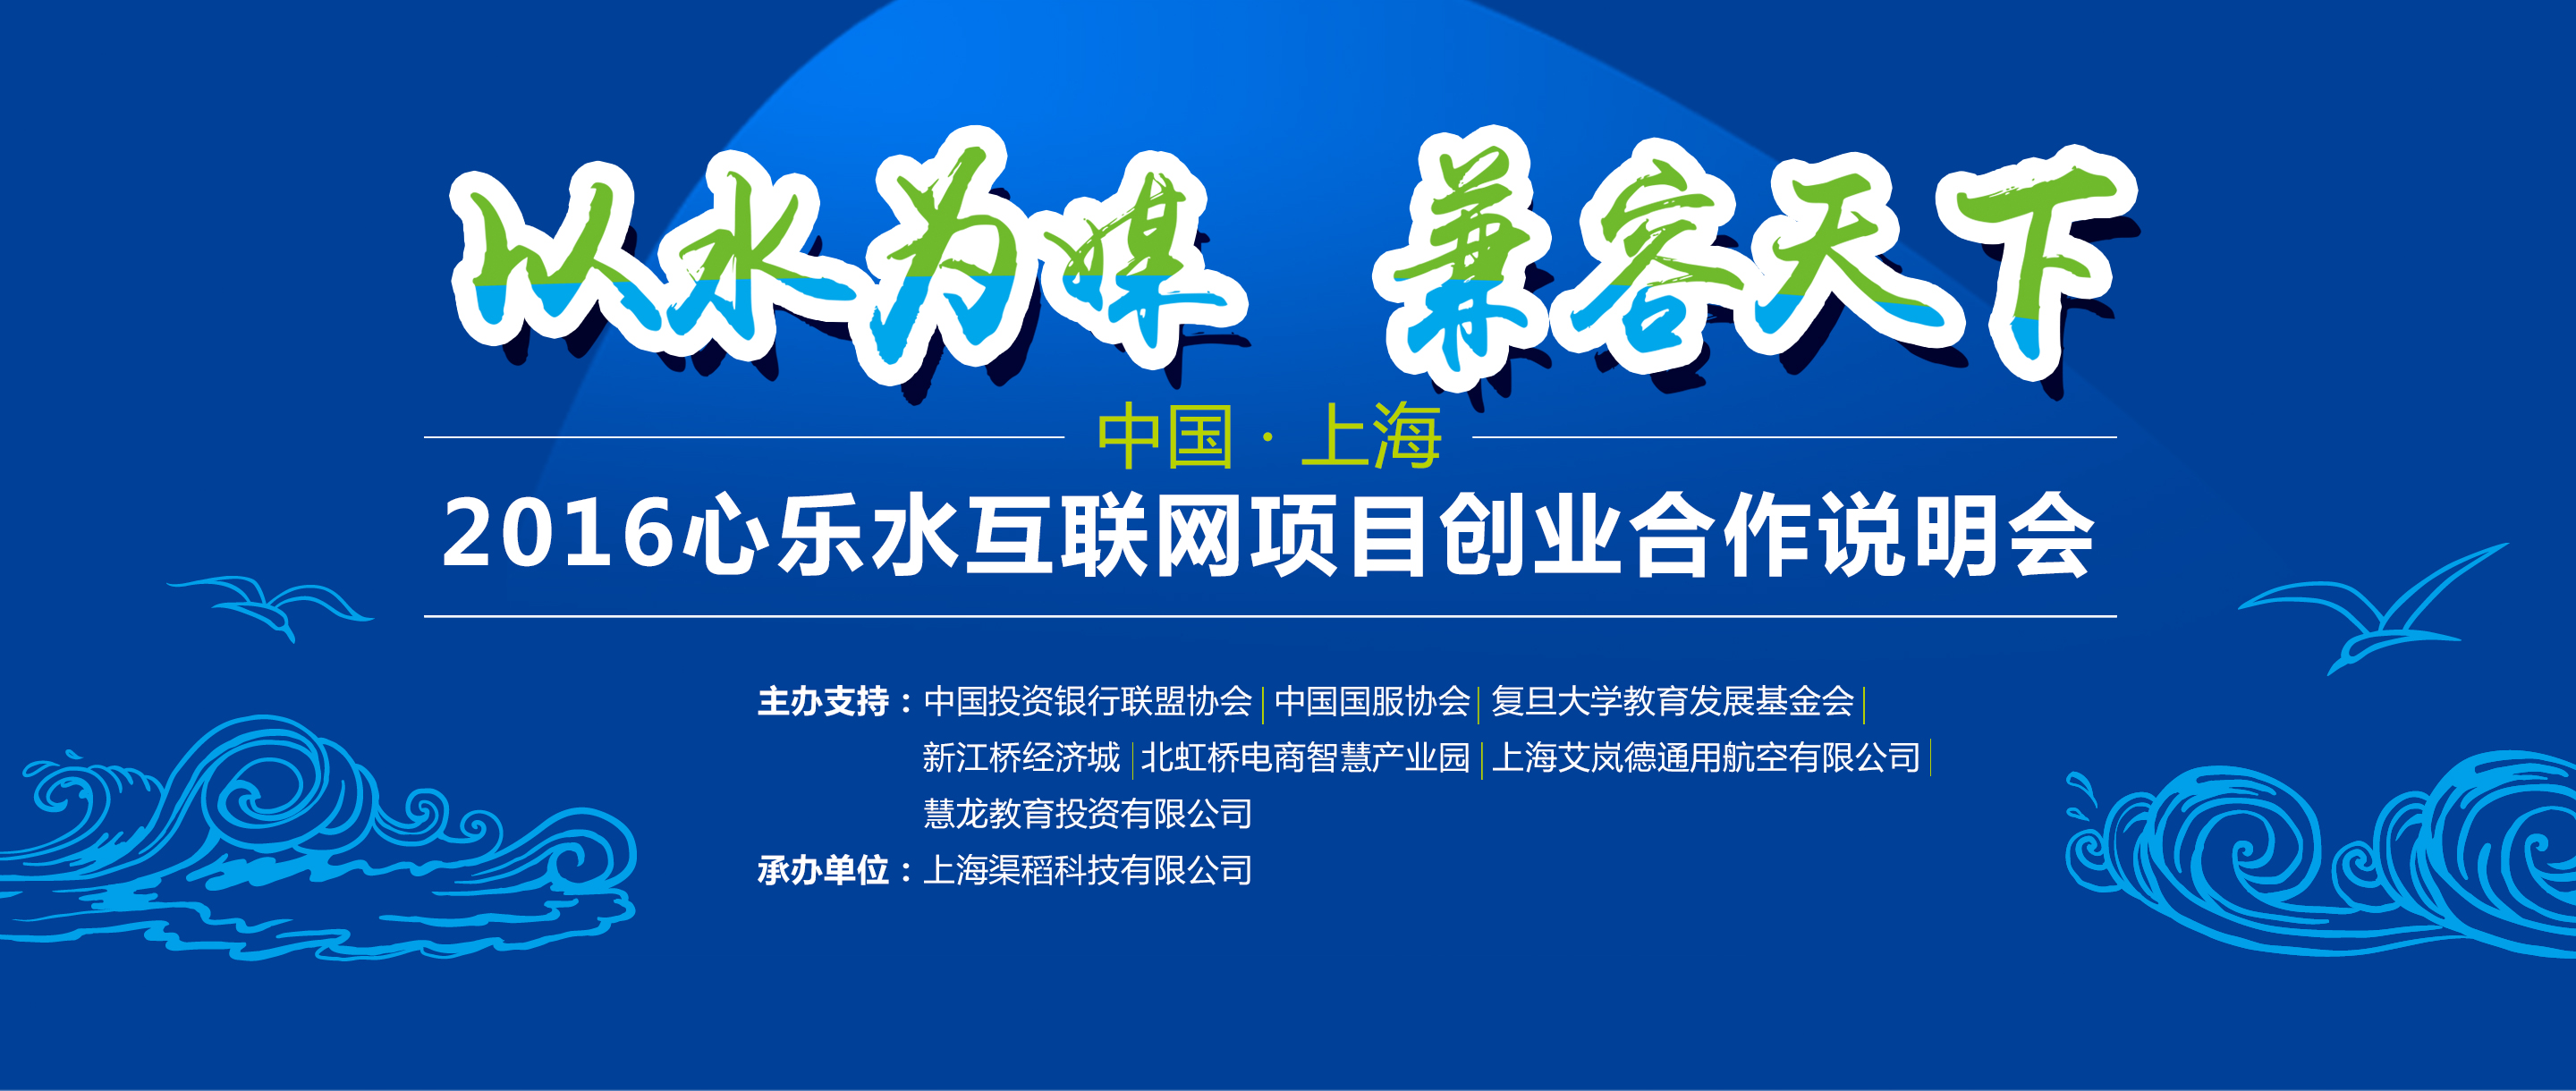 以水为媒 兼容天下
中国·上海
2016心乐水互联网项目创业合作说明会
主办支持：中国投资银行联盟协会|中国国服协会|复旦大学教育发展基金会|
新江桥经济城|北虹桥电商智慧产业园|上海艾岚德通用航空有限公司|
慧龙教育投资有限公司
承办单位：上海渠稻科技有限公司